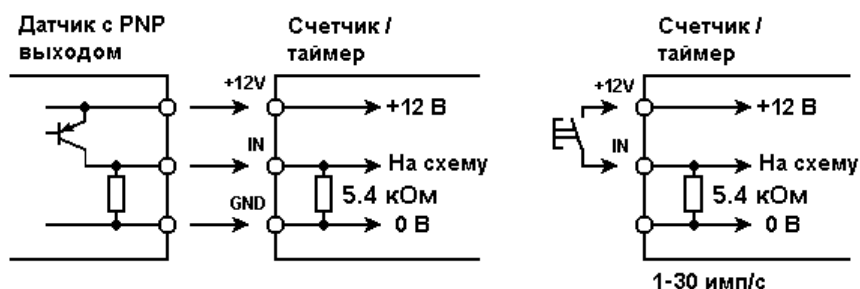 Датчик с PNP
выходом
Счетчик /
таймер
+12V
+12 В
IN
На схему
5.4 кОм
GND
0 В
Счетчик /
таймер
+12V
+12 В
IN
На схему
5.4 кОм
0 В
1-30 имп/с